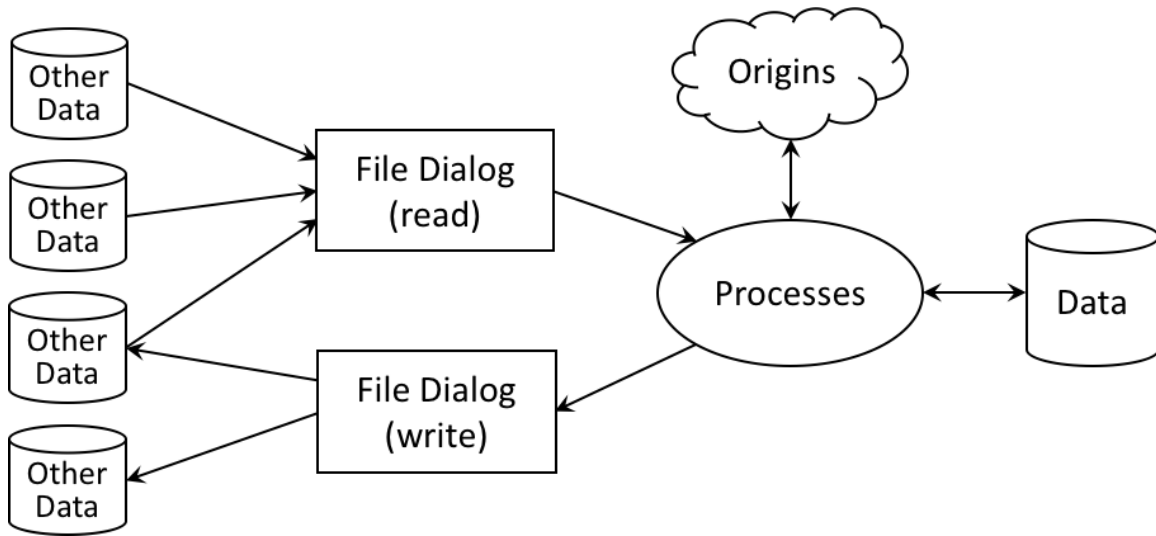 Other
Data
Other
Data
Other
Data
Other
Data
File Dialog
(read)
File Dialog
(write)
Origins
Processes
Data